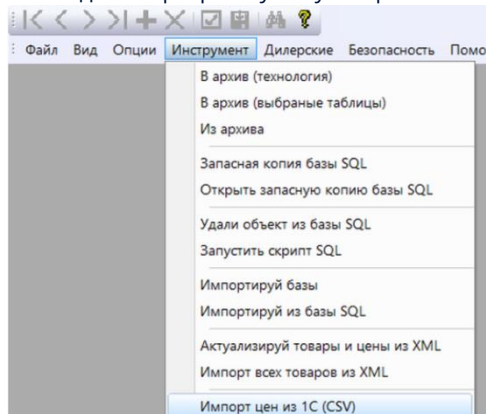 Файл Вид Опции Инструмент Дилерские Безопасность Помо
В архив (технология)
В архив (выбраные таблицы)
Из архива
Запасная копия базы SQL
Открыть запасную копию базы SQL
Удали объект из базы SQL
Запустить скрипт SQL
Импортируй базы
Импортируй из базы SQL
Актуализируй товары и цены из XML
Импорт всех товаров из XML
Импорт цен из 1С (CSV)